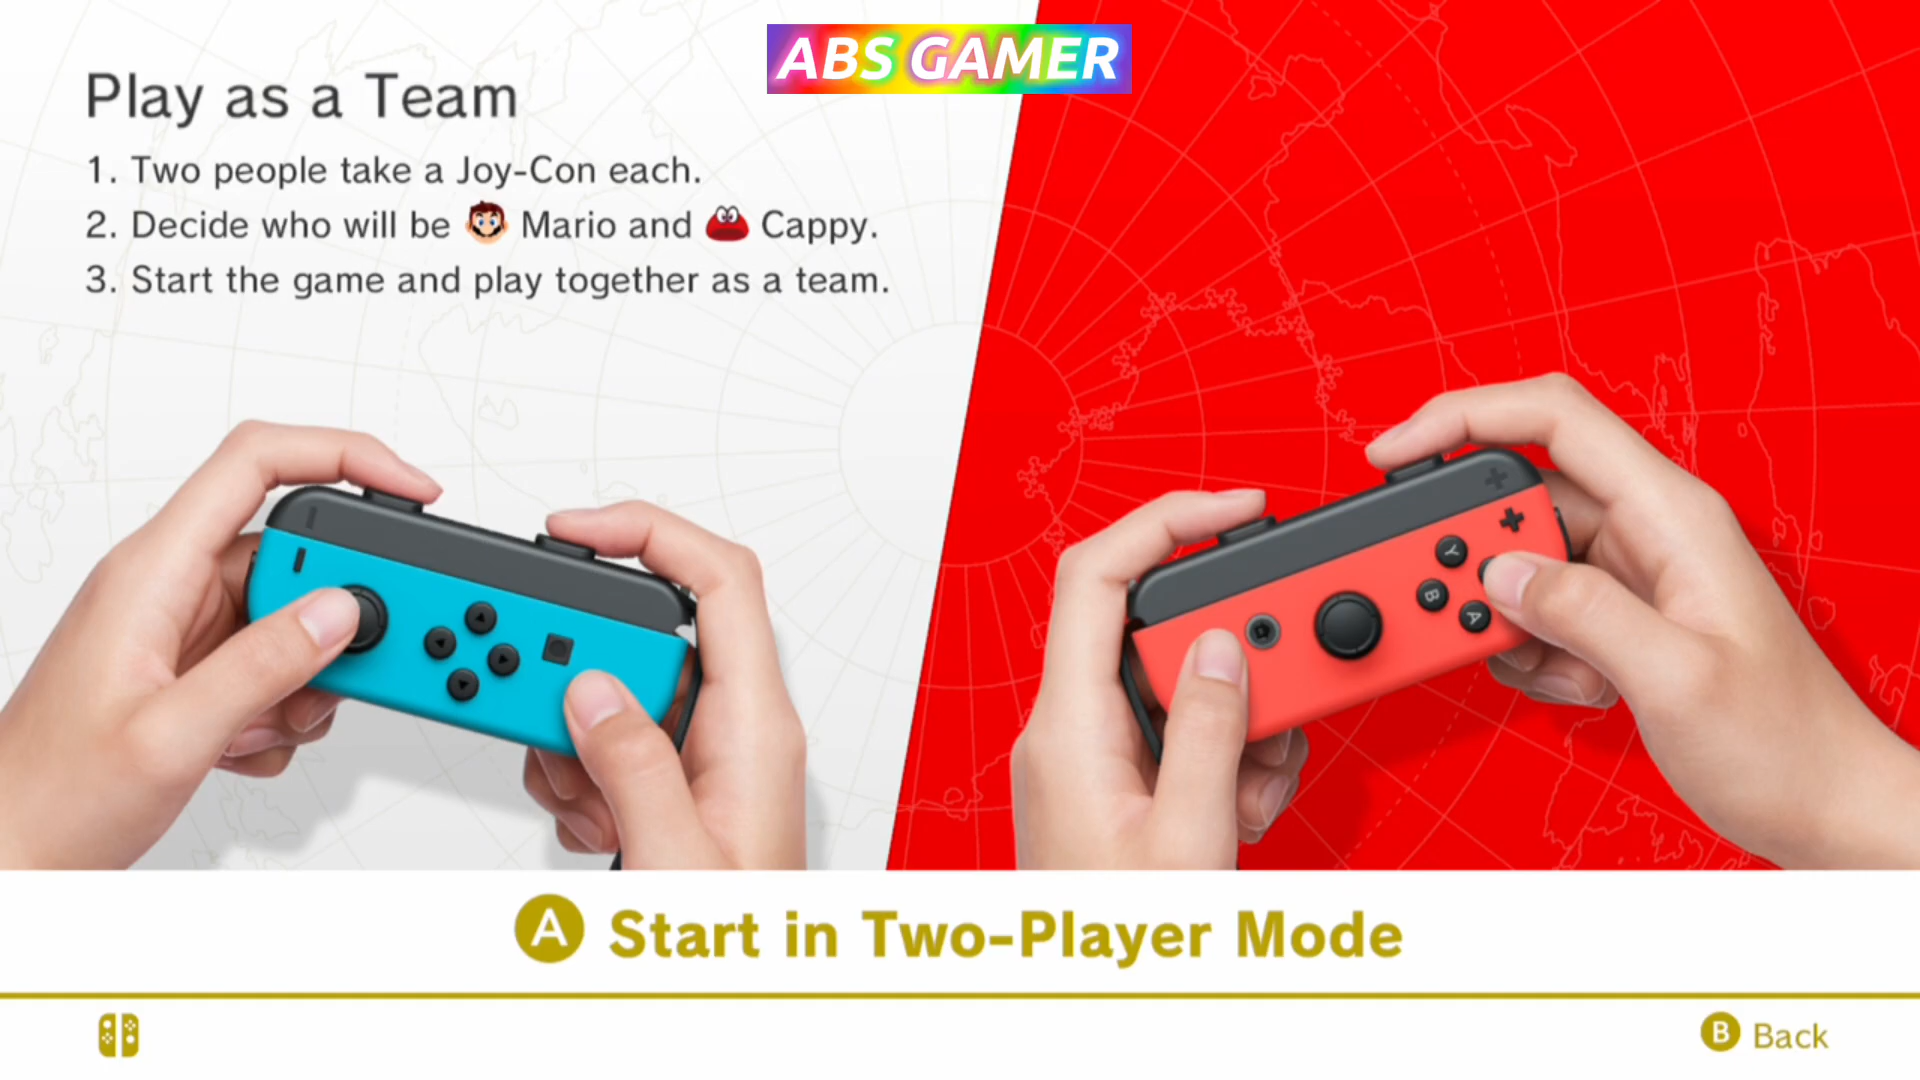 ABS GAMER
Play as a Team
1. Two people take a Joy-Con each.
2. Decide who will be Mario and Cappy.
3. Start the game and play together as a team.
Y
B
A
A Start in Two-Player Mode
B Back